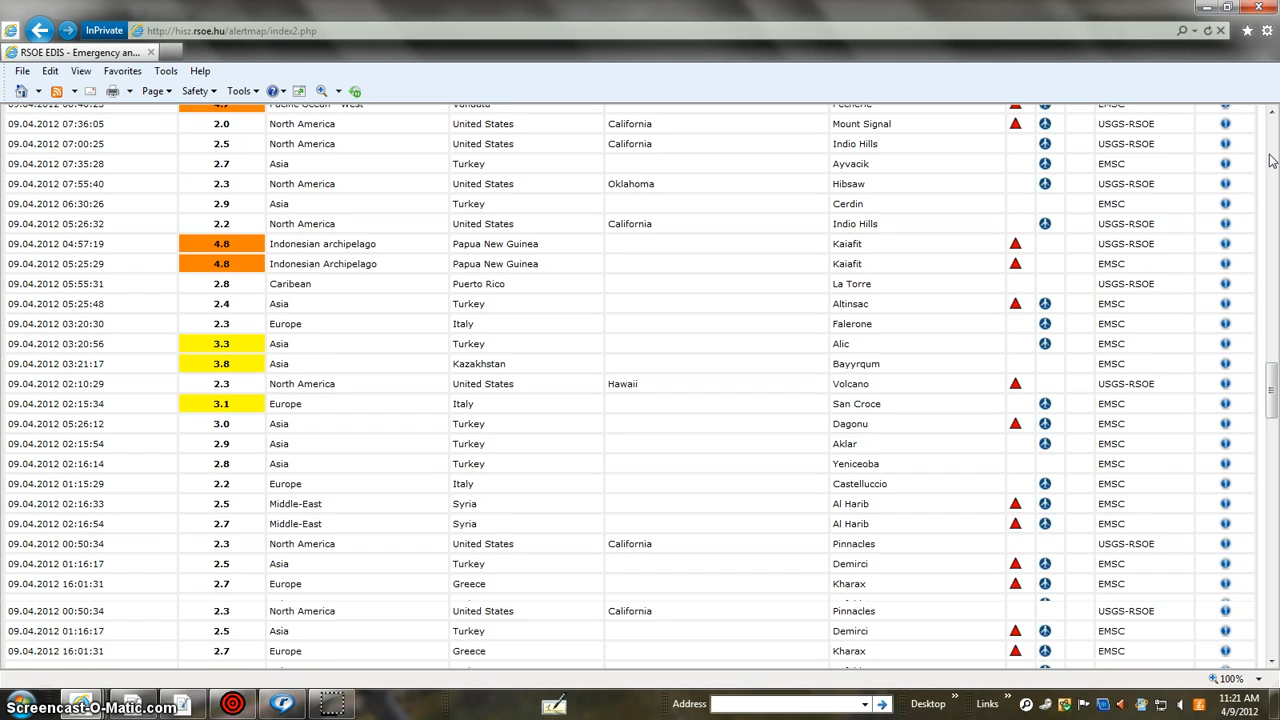 InPrivate http://hisz.rsoe.hu/alertmap/index2.php
RSOE EDIS - Emergency an...
File Edit View Favorites Tools Help
Page Safety Tools
2.0 09.04.2012 07:36:05 North America United States California Mount Signal USGS-RSOE
09.04.2012 07:00:25 2.5 North America United States California Indio Hills USGS-RSOE
09.04.2012 07:35:28 2.7 Asia Turkey Ayvacik EMSC
09.04.2012 07:55:40 2.3 North America United States Oklahoma Hibsaw USGS-RSOE
09.04.2012 06:30:26 2.9 Asia Turkey Cerdin EMSC
09.04.2012 05:26:32 2.2 North America United States California Indio Hills USGS-RSOE
09.04.2012 04:57:19 4.8 Indonesian archipelago Papua New Guinea Kaiafit USGS-RSOE
09.04.2012 05:25:29 4.8 Indonesian Archipelago Papua New Guinea Kaiafit EMSC
09.04.2012 05:55:31 2.8 Caribean Puerto Rico La Torre USGS-RSOE
09.04.2012 05:25:48 2.4 Asia Turkey Altinsac EMSC
09.04.2012 03:20:30 2.3 Europe Italy Falerone EMSC
09.04.2012 03:20:56 3.3 Asia Turkey Alic EMSC
09.04.2012 03:21:17 3.8 Asia Kazakhstan Bayyrqum EMSC
09.04.2012 02:10:29 2.3 North America United States Hawaii Volcano USGS-RSOE
09.04.2012 02:15:34 3.1 Europe Italy San Croce EMSC
09.04.2012 05:26:12 3.0 Asia Turkey Dagonu EMSC
09.04.2012 02:15:54 2.9 Asia Turkey Aklar EMSC
09.04.2012 02:16:14 2.8 Asia Turkey Yeniceoba EMSC
09.04.2012 01:15:29 2.2 Europe Italy Castelluccio EMSC
09.04.2012 02:16:33 2.5 Middle-East Syria Al Harib EMSC
09.04.2012 02:16:54 2.7 Middle-East Syria Al Harib EMSC
09.04.2012 00:50:34 2.3 North America United States California Pinnacles USGS-RSOE
09.04.2012 01:16:17 2.5 Asia Turkey Demirci EMSC
09.04.2012 16:01:31 2.7 Europe Greece Kharax EMSC
09.04.2012 00:50:34 2.3 North America United States California Pinnacles USGS-RSOE
09.04.2012 01:16:17 2.5 Asia Turkey Demirci EMSC
09.04.2012 16:01:31 2.7 Europe Greece Kharax EMSC
100%
Screencast-O-Matic.com Address Desktop Links 11:21 AM
4/9/2012